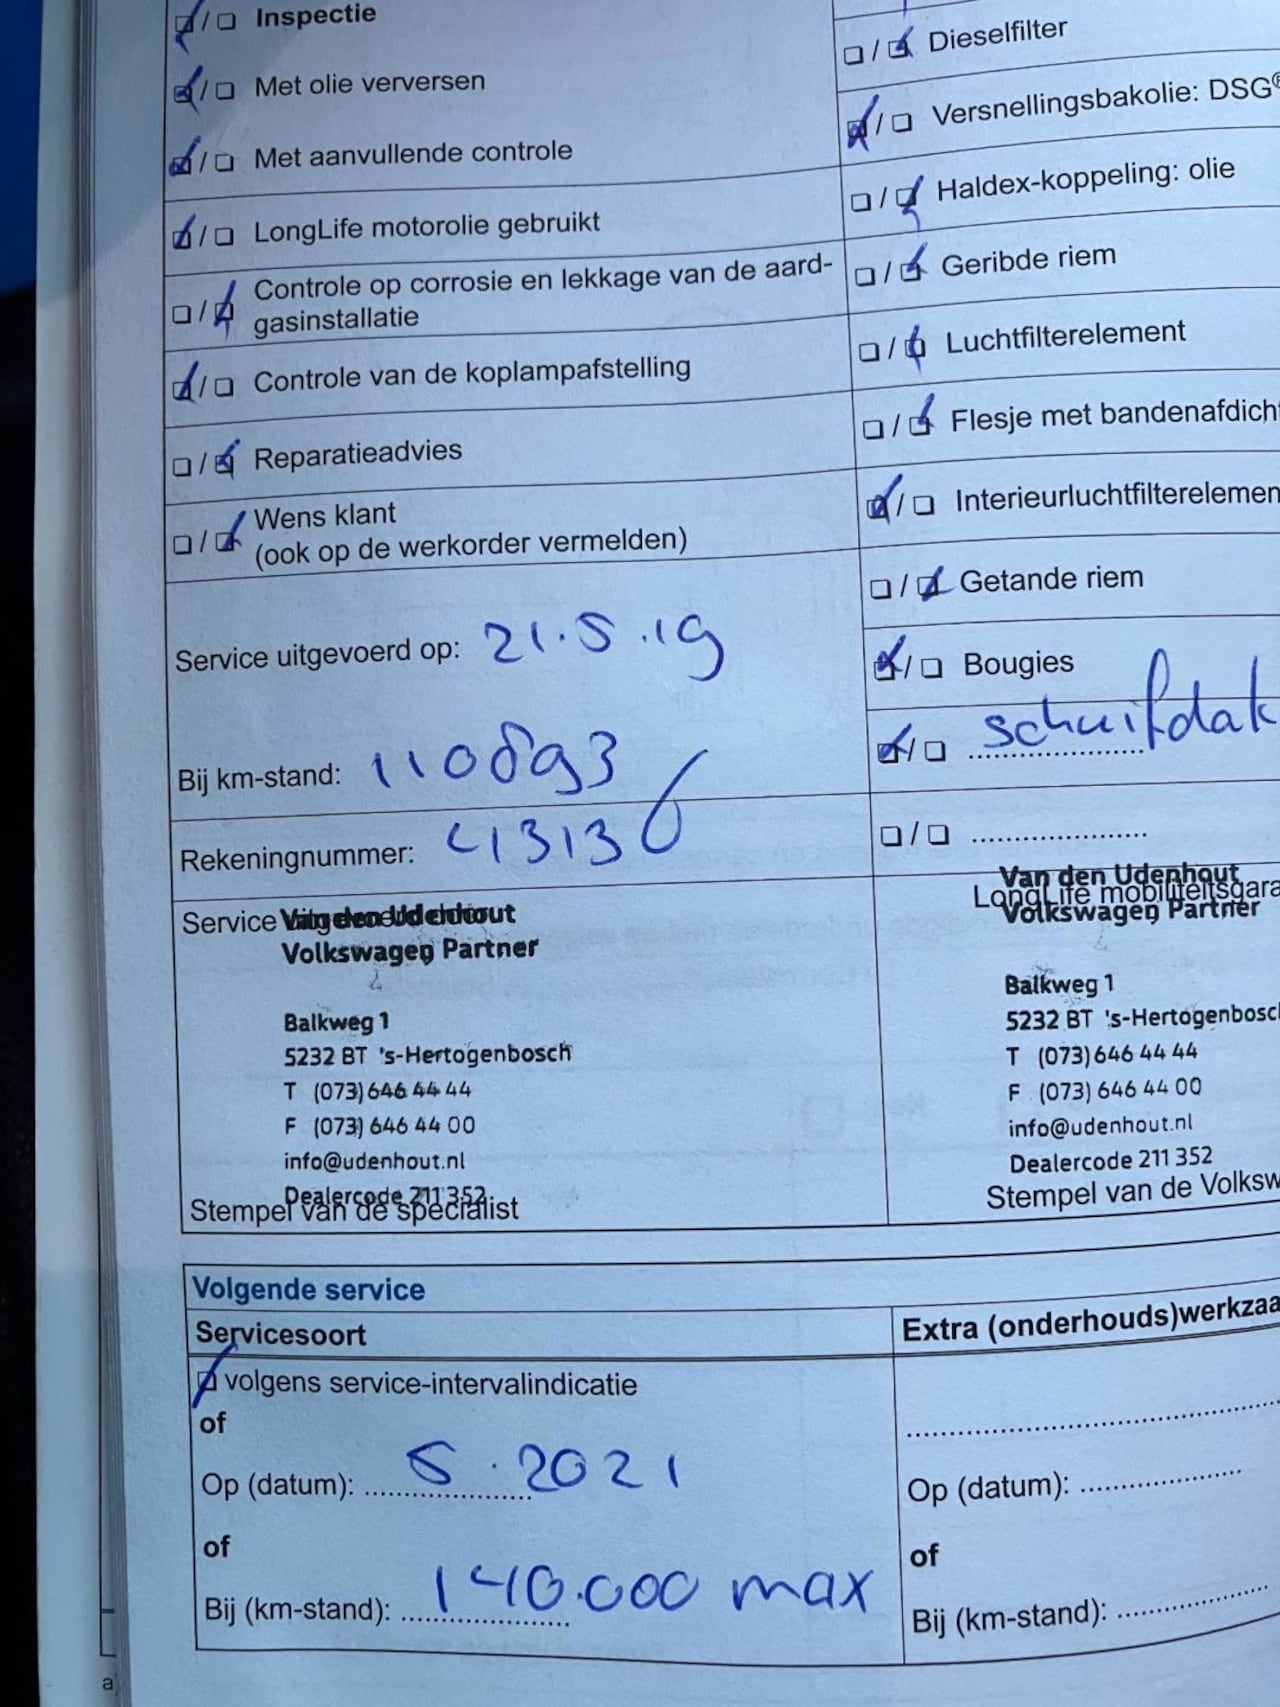 Inspectie
Met olie verversen
Met aanvullende controle
LongLife motorolie gebruikt
Controle op corrosie en lekkage van de aard-
gasinstallatie
Controle van de koplampafstelling
Reparatieadvies
Wens klant
(ook op de werkorder vermelden)
Service uitgevoerd op: 21.5.19
Bij km-stand: 110893
Rekeningnummer: 413136
Service
Van den Udenhout
Volkswagen Partner
Balkweg 1
5232 BT 's-Hertogenbosch
T (073) 646 44 44
F (073) 646 44 00
info@udenhout.nl
Dealercode 211 352
Stempel van de specialist
Dieselfilter
Versnellingsbakolie: DSG®
Haldex-koppeling: olie
Geribde riem
Luchtfilterelement
Flesje met bandenafdicht
Interieurluchtfilterelemen
Getande riem
Bougies
schuifdak
Van den Udenhout
LongLife mobiliteitsgara
Volkswagen Partner
Balkweg 1
5232 BT 's-Hertogenbosc
T (073) 646 44 44
F (073) 646 44 00
info@udenhout.nl
Dealercode 211 352
Stempel van de Volksw
Volgende service
Servicesoort
volgens service-intervalindicatie
of
Op (datum): 5.2021
of
Bij (km-stand): 140.000 max
Extra (onderhouds)werkzaa
Op (datum):
of
Bij (km-stand):
a